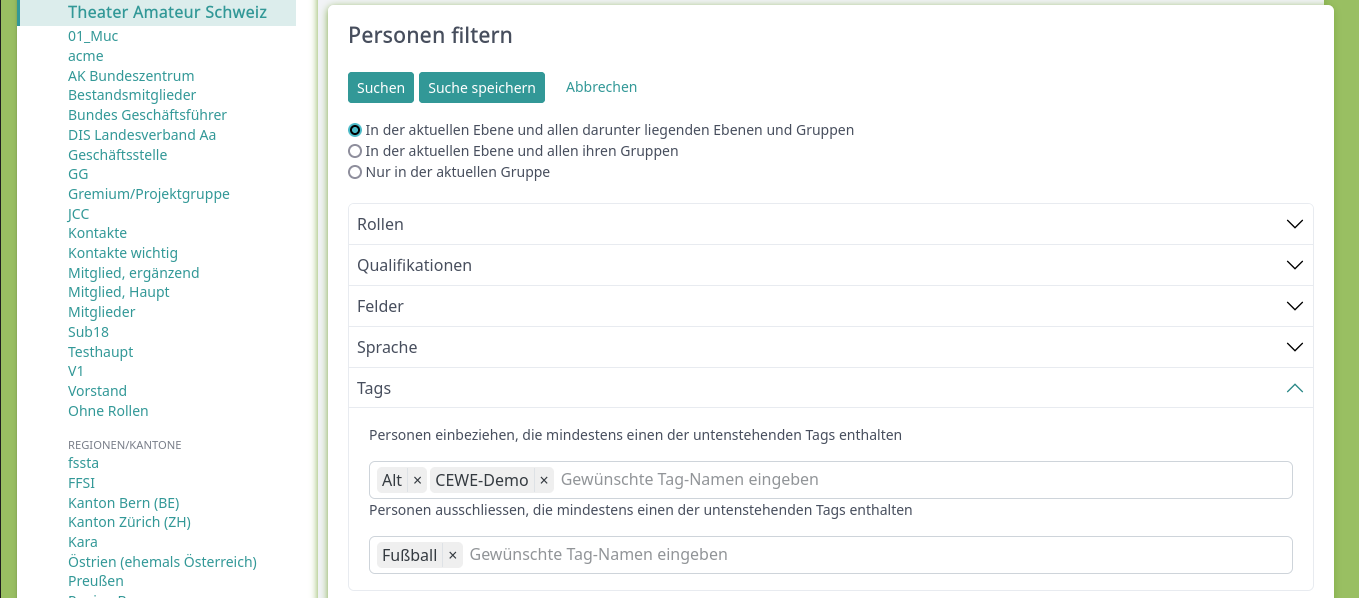 Theater Amateur Schweiz
01_Muc
acme
AK Bundeszentrum
Bestandsmitglieder
Bundes Geschäftsführer
DIS Landesverband Aa
Geschäftsstelle
GG
Gremium/Projektgruppe
JCC
Kontakte
Kontakte wichtig
Mitglied, ergänzend
Mitglied, Haupt
Mitglieder
Sub18
Testhaupt
V1
Vorstand
Ohne Rollen
REGIONEN/KANTONE
fssta
FFSI
Kanton Bern (BE)
Kanton Zürich (ZH)
Kara
Östrien (ehemals Österreich)
Preußen
Personen filtern
Suchen Suche speichern Abbrechen
In der aktuellen Ebene und allen darunter liegenden Ebenen und Gruppen
In der aktuellen Ebene und allen ihren Gruppen
Nur in der aktuellen Gruppe
Rollen
Qualifikationen
Felder
Sprache
Tags
Personen einbeziehen, die mindestens einen der untenstehenden Tags enthalten
Alt × CEWE-Demo × Gewünschte Tag-Namen eingeben
Personen ausschliessen, die mindestens einen der untenstehenden Tags enthalten
Fußball × Gewünschte Tag-Namen eingeben